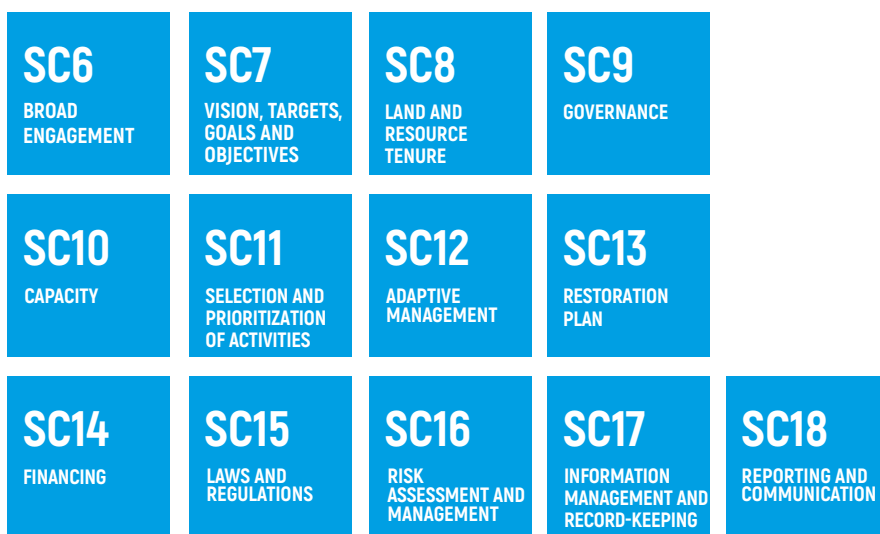 SC6
BROAD
ENGAGEMENT
SC7
VISION, TARGETS,
GOALS AND
OBJECTIVES
SC8
LAND AND
RESOURCE
TENURE
SC9
GOVERNANCE
SC10
CAPACITY
SC11
SELECTION AND
PRIORITIZATION
OF ACTIVITIES
SC12
ADAPTIVE
MANAGEMENT
SC13
RESTORATION
PLAN
SC14
FINANCING
SC15
LAWS AND
REGULATIONS
SC16
RISK
ASSESSMENT AND
MANAGEMENT
SC17
INFORMATION
MANAGEMENT AND
RECORD-KEEPING
SC18
REPORTING AND
COMMUNICATION